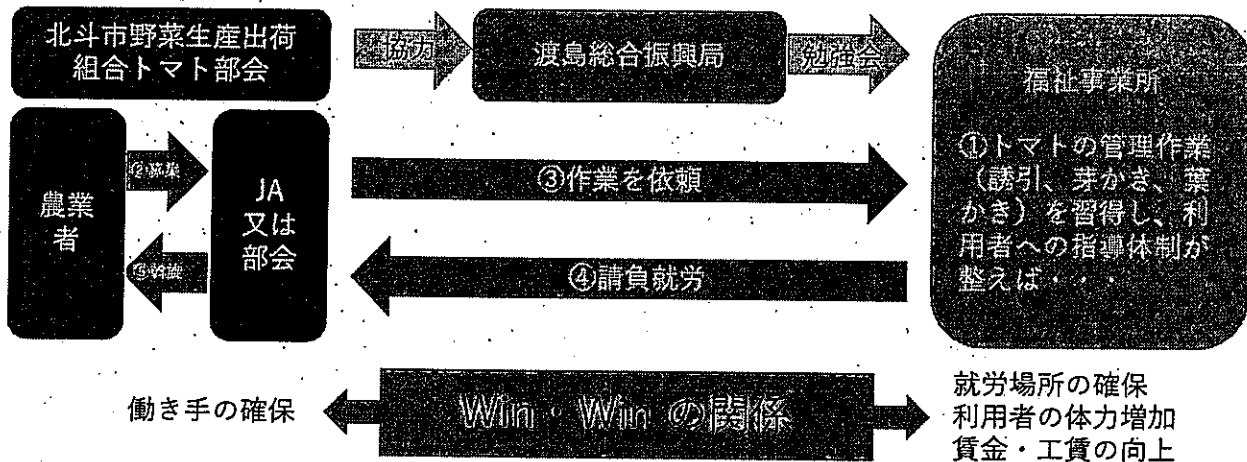 北斗市野菜生産出荷
組合トマト部会
協力
渡島総合振興局
勉強会
福祉事業所
①トマトの管理作業
(誘引、芽かき、葉
かき)を習得し、利
用者への指導体制が
整えば・・・
農業
者
②募集
JA
又は
部会
③作業を依頼
④請負就労
働き手の確保
Win・Winの関係
就労場所の確保
利用者の体力増加
賃金・工賃の向上